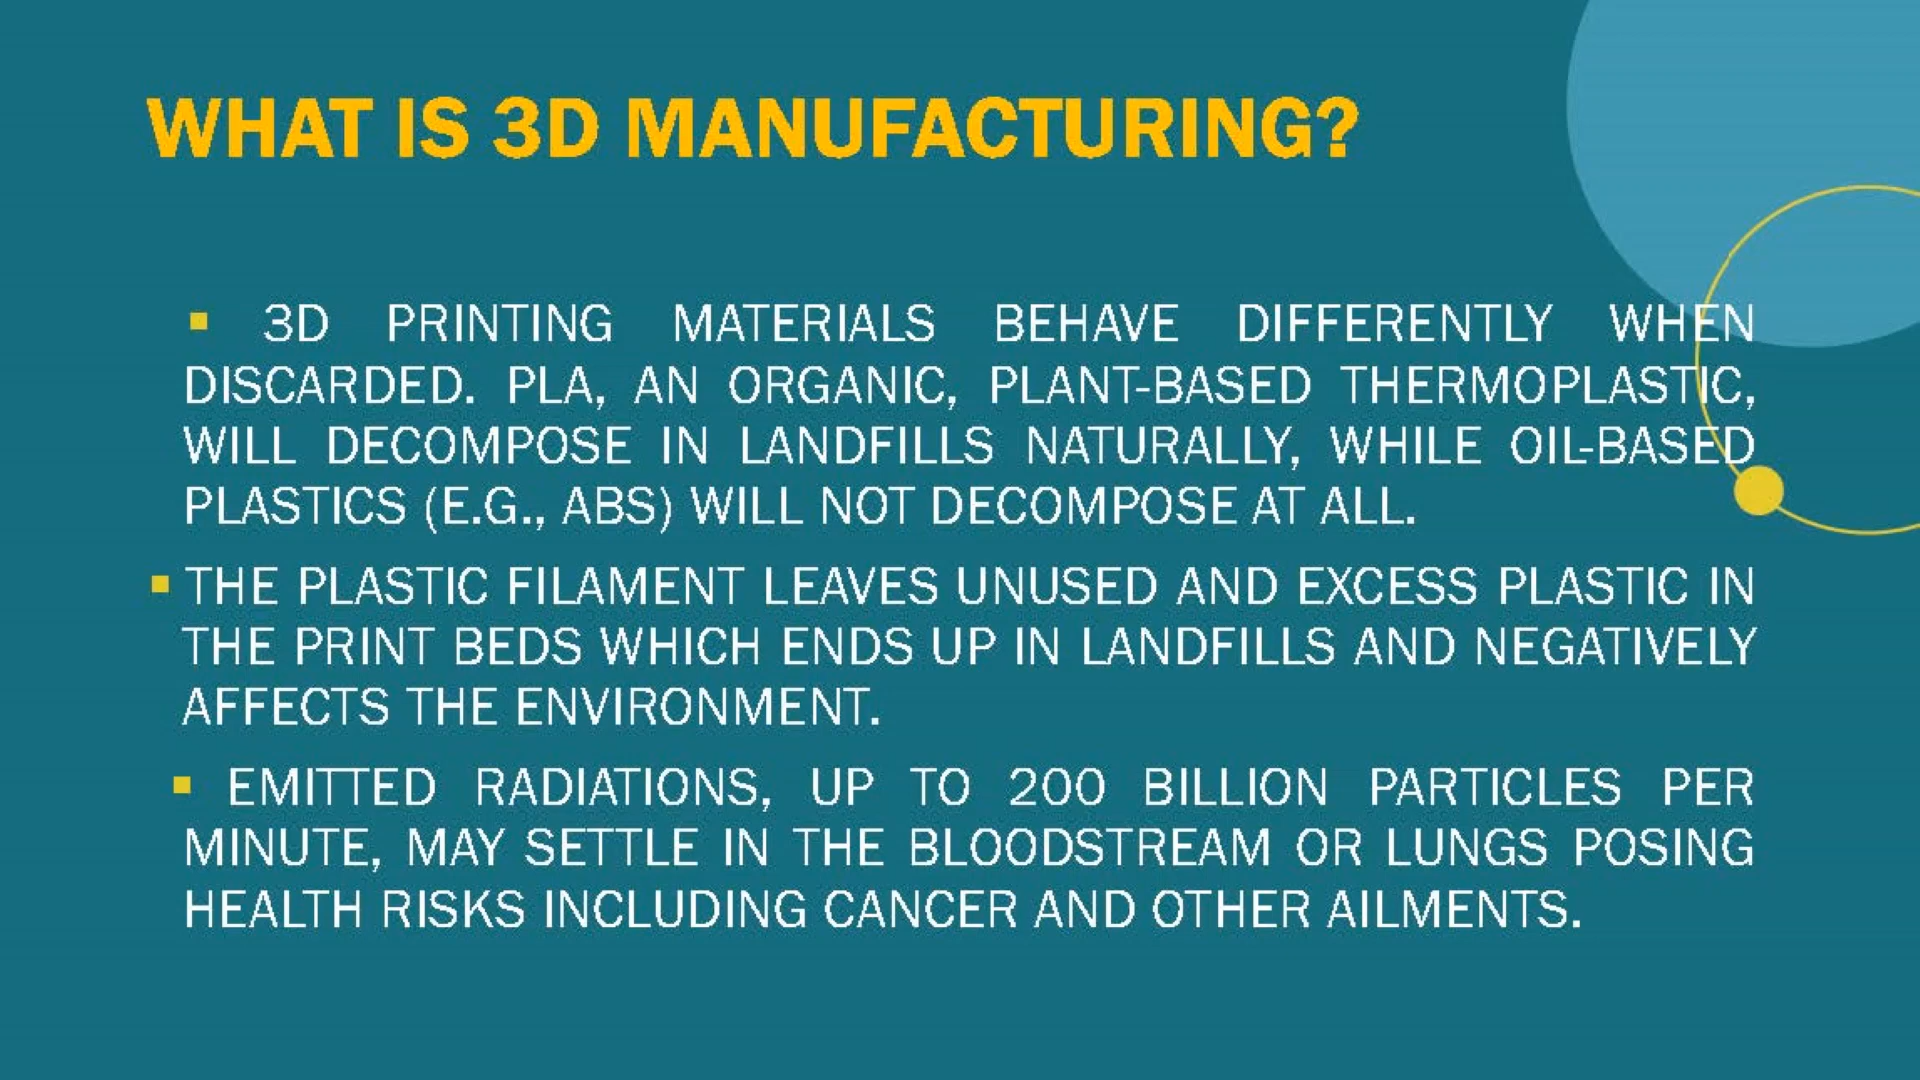 WHAT IS 3D MANUFACTURING?
▪ 3D PRINTING MATERIALS BEHAVE DIFFERENTLY WHEN
DISCARDED. PLA, AN ORGANIC, PLANT-BASED THERMOPLASTIC,
WILL DECOMPOSE IN LANDFILLS NATURALLY, WHILE OIL-BASED
PLASTICS (E.G., ABS) WILL NOT DECOMPOSE AT ALL.
▪ THE PLASTIC FILAMENT LEAVES UNUSED AND EXCESS PLASTIC IN
THE PRINT BEDS WHICH ENDS UP IN LANDFILLS AND NEGATIVELY
AFFECTS THE ENVIRONMENT.
▪ EMITTED RADIATIONS, UP TO 200 BILLION PARTICLES PER
MINUTE, MAY SETTLE IN THE BLOODSTREAM OR LUNGS POSING
HEALTH RISKS INCLUDING CANCER AND OTHER AILMENTS.